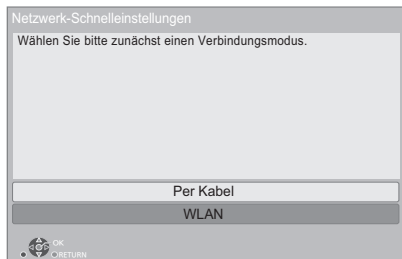 Netzwerk-Schnelleinstellungen
Wählen Sie bitte zunächst einen Verbindungsmodus.
Per Kabel
WLAN
OK
RETURN